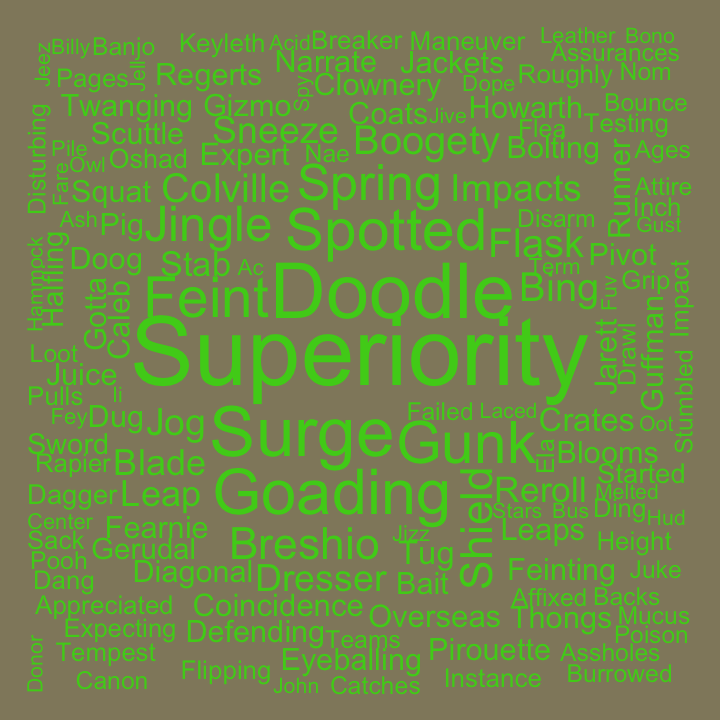 Jeez
Billy
Banjo
Jell
Keyleth
Acid
Breaker
Maneuver
Leather
Bono
Assurances
Pages
Regerts
Narrate
Jackets
Clownery
Dope
Roughly
Nom
Spy
Twanging
Gizmo
Coats
Jive
Howarth
Bounce
Disturbing
Scuttle
Sneeze
Boogety
Flea
Testing
Pile
Owl
Oshad
Expert
Nae
Bolting
Runner
Ages
Fare
Squat
Colville
Spring
Impacts
Attire
Inch
Ash
Pig
Jingle
Spotted
Disarm
Gust
Hammock
Halfling
Doog
Stab
Ac
Flask
Term
Pivot
Gotta
Caleb
Feint
Doodle
Bing
Fuv
Grip
Impact
Superiority
Jarett
Drawl
Guffman
Stumbled
Loot
Juice
Pulls
Ii
Fey
Dug
Jog
Surge
Failed
Laced
Gunk
Crates
Oot
Sword
Rapier
Blade
Ela
Blooms
Started
Dagger
Leap
Goading
Shield
Reroll
Melted
Center
Fearnie
Stars
Bus
Ding
Hud
Sack
Gerudal
Breshio
Jizz
Tug
Leaps
Height
Pooh
Dang
Diagonal
Dresser
Bait
Feinting
Juke
Appreciated
Coincidence
Overseas
Affixed
Backs
Thongs
Mucus
Expecting
Defending
Teams
Poison
Donor
Tempest
Eyeballing
Pirouette
Assholes
Canon
Flipping
John
Catches
Instance
Burrowed